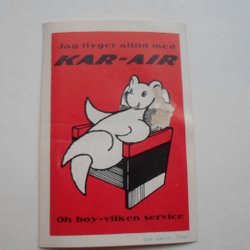 Jag flyger alltid med
KAR-AIR
Oh boy-vilken service